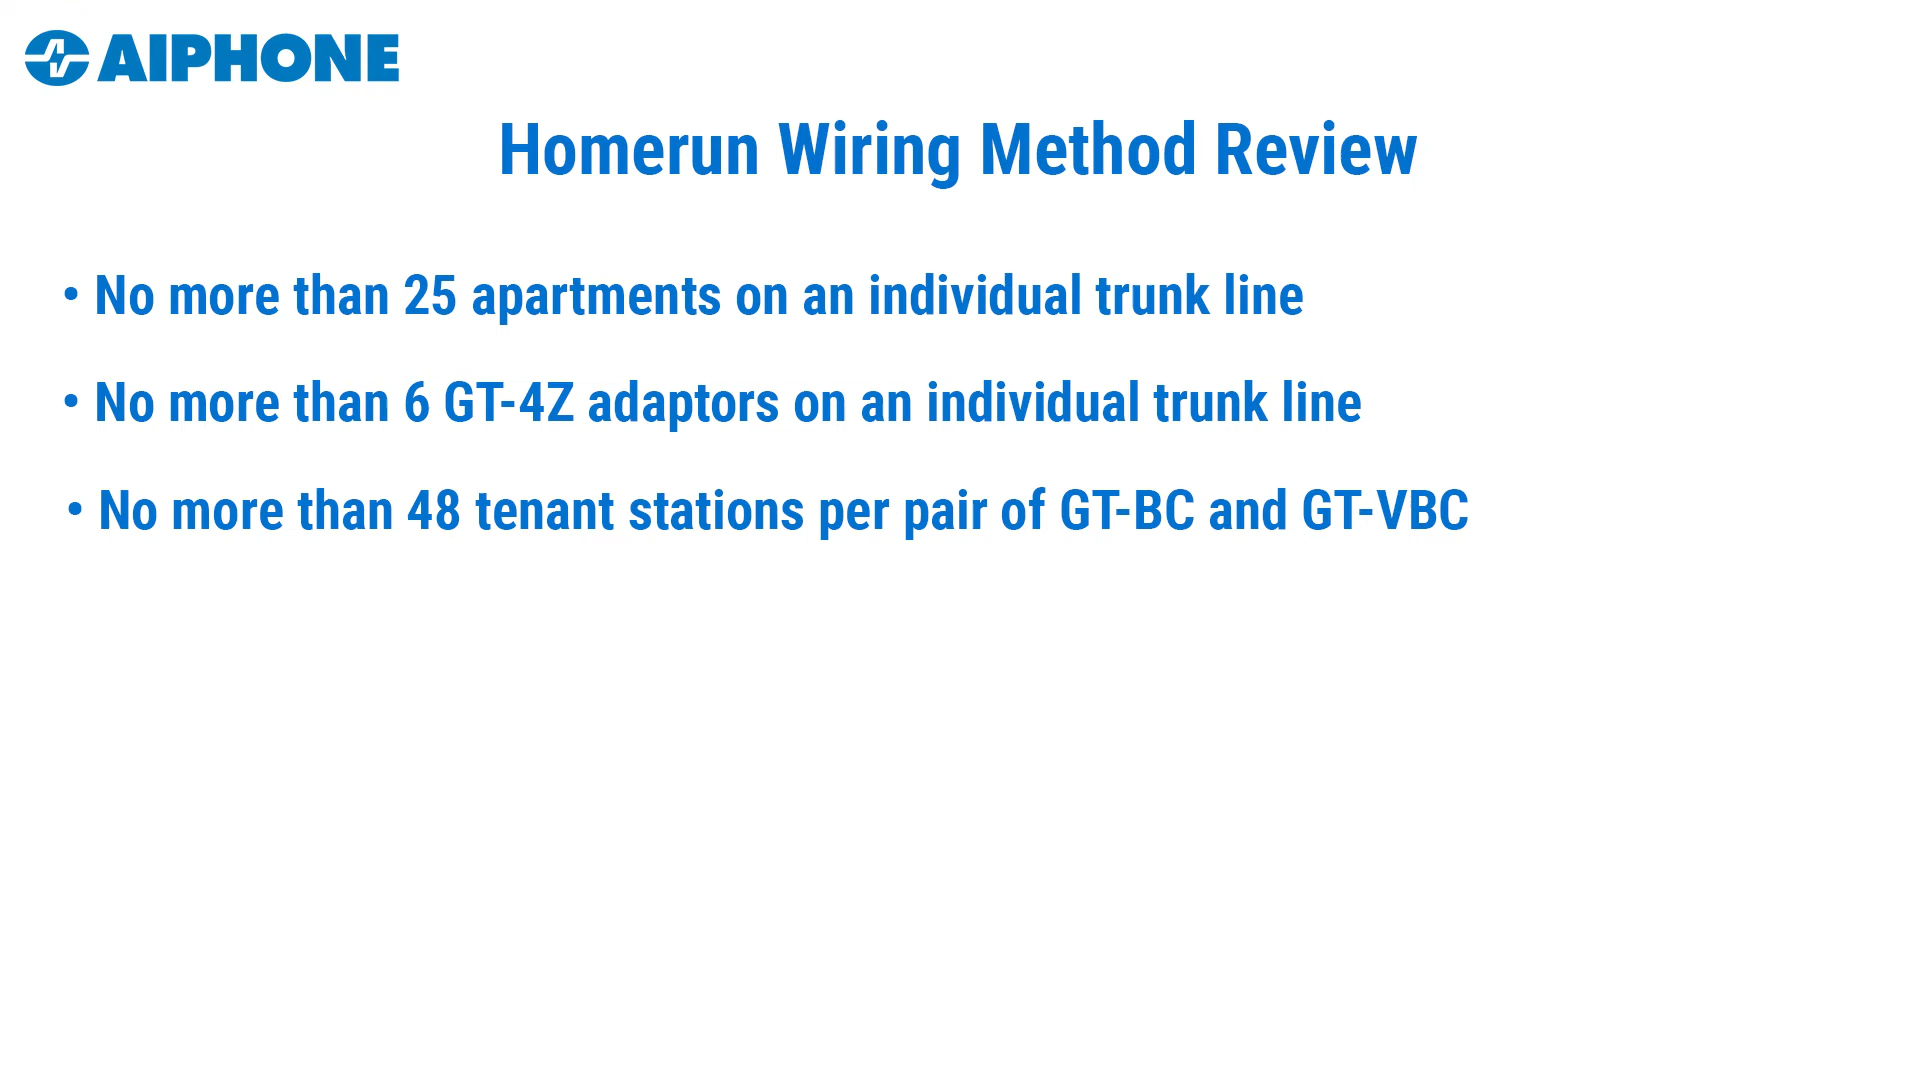 AIPHONE
Homerun Wiring Method Review
• No more than 25 apartments on an individual trunk line
• No more than 6 GT-4Z adaptors on an individual trunk line
• No more than 48 tenant stations per pair of GT-BC and GT-VBC